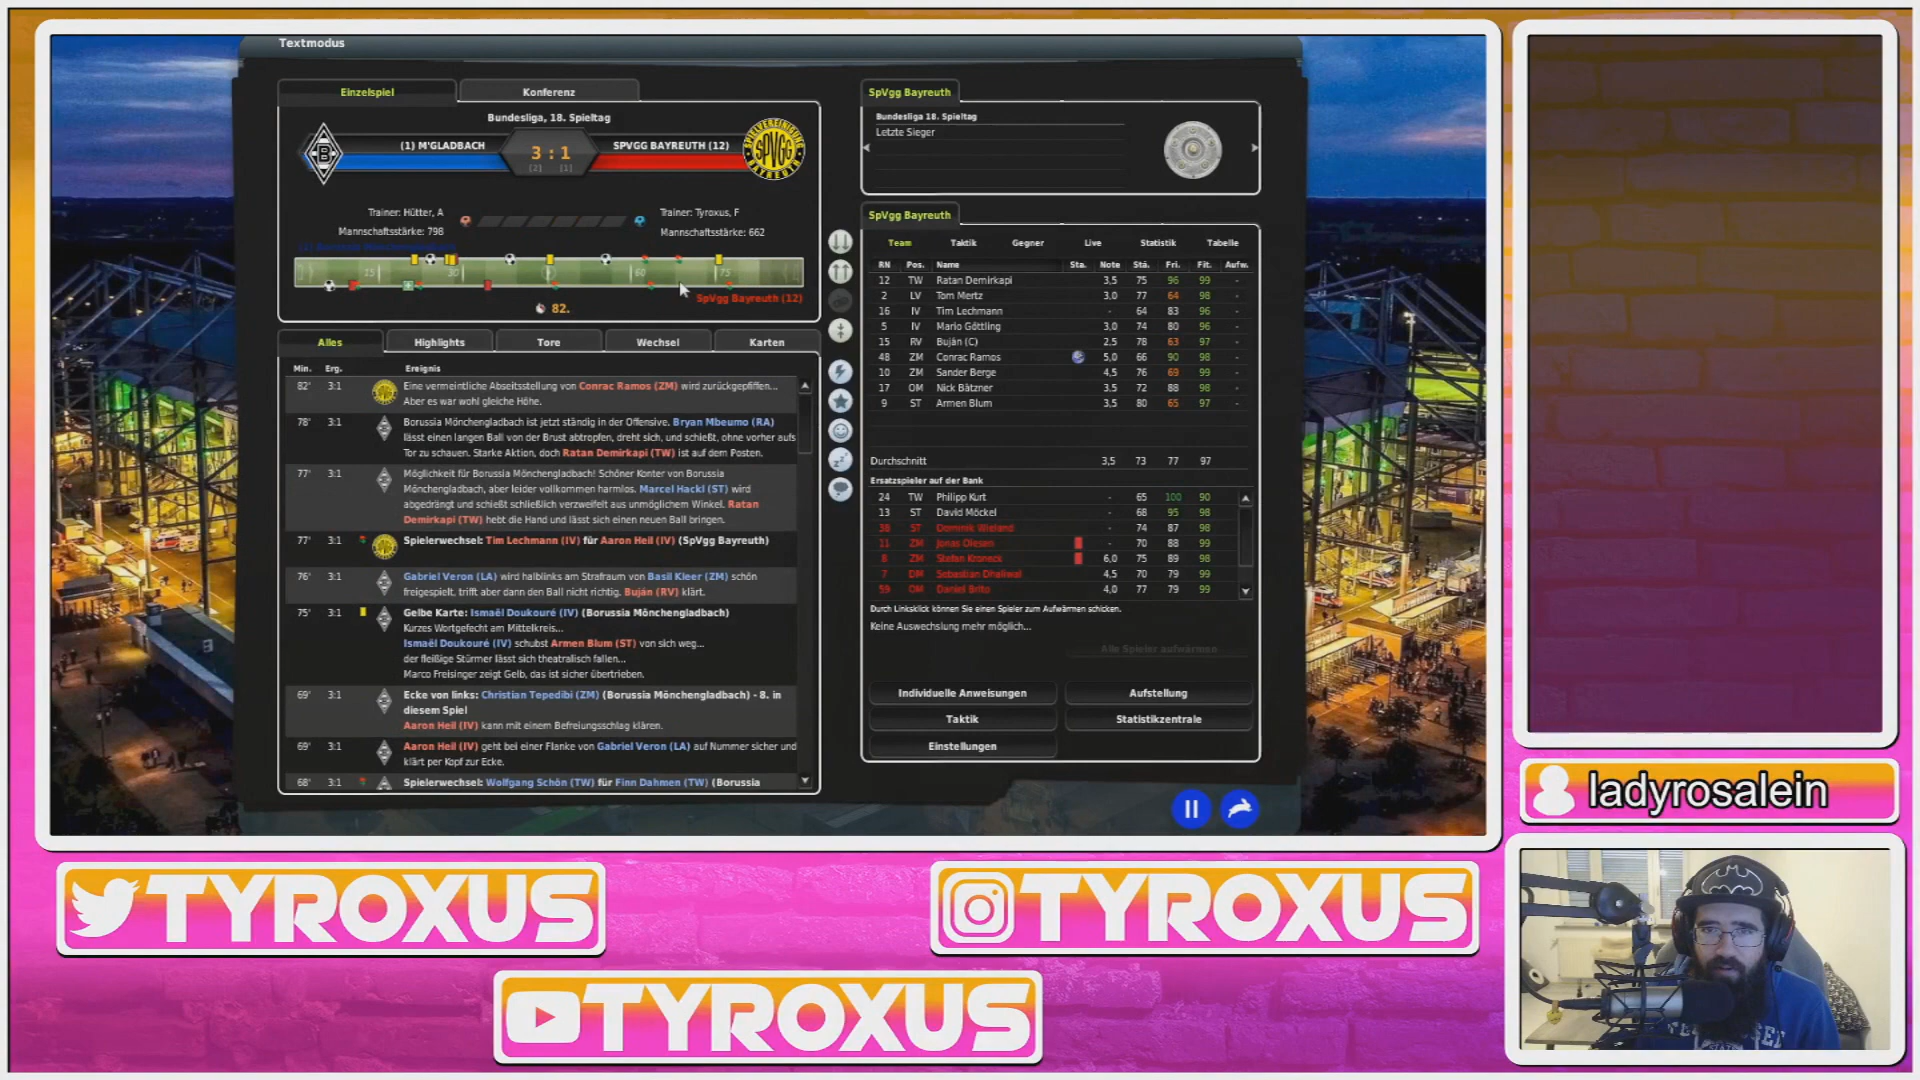 Textmodus
Einzelspiel
Konferenz
Bundesliga, 18. Spieltag
(1) M'GLADBACH
3 : 1
SPVGG BAYREUTH (12)
[2] [1]
SPIELVEREINIGUNG
SPVGG
BAYREUTH
Trainer: Hütter, A
Mannschaftsstärke: 798
Trainer: Tyroxus, F
Mannschaftsstärke: 662
(1) Borussia Mönchengladbach
15
30
60
75
SpVgg Bayreuth (12)
82.
Alles
Highlights
Tore
Wechsel
Karten
Min. Erg. Ereignis
82' 3:1 Eine vermeintliche Abseitsstellung von Conrac Ramos (ZM) wird zurückgepfiffen...
Aber es war wohl gleiche Höhe.
78' 3:1 Borussia Mönchengladbach ist jetzt ständig in der Offensive. Bryan Mbeumo (RA)
lässt einen langen Ball von der Brust abtropfen, dreht sich, und schießt, ohne vorher aufs
Tor zu schauen. Starke Aktion, doch Ratan Demirkapi (TW) ist auf dem Posten.
77' 3:1 Möglichkeit für Borussia Mönchengladbach! Schöner Konter von Borussia
Mönchengladbach, aber leider vollkommen harmlos. Marcel Hackl (ST) wird
abgedrängt und schießt schließlich verzweifelt aus unmöglichem Winkel. Ratan
Demirkapi (TW) hebt die Hand und lässt sich einen neuen Ball bringen.
77' 3:1 Spielerwechsel: Tim Lechmann (IV) für Aaron Heil (IV) (SpVgg Bayreuth)
76' 3:1 Gabriel Veron (LA) wird halblinks am Strafraum von Basil Kleer (ZM) schön
freigespielt, trifft aber dann den Ball nicht richtig. Buján (RV) klärt.
75' 3:1 Gelbe Karte: Ismaël Doukouré (IV) (Borussia Mönchengladbach)
Kurzes Wortgefecht am Mittelkreis...
Ismaël Doukouré (IV) schubst Armen Blum (ST) von sich weg...
der fleißige Stürmer lässt sich theatralisch fallen...
Marco Freisinger zeigt Gelb, das ist sicher übertrieben.
69' 3:1 Ecke von links: Christian Tepedibi (ZM) (Borussia Mönchengladbach) - 8. in
diesem Spiel
Aaron Heil (IV) kann mit einem Befreiungsschlag klären.
69' 3:1 Aaron Heil (IV) geht bei einer Flanke von Gabriel Veron (LA) auf Nummer sicher und
klärt per Kopf zur Ecke.
68' 3:1 Spielerwechsel: Wolfgang Schön (TW) für Finn Dahmen (TW) (Borussia
SpVgg Bayreuth
Bundesliga 18. Spieltag
Letzte Sieger
SpVgg Bayreuth
Team Taktik Gegner Live Statistik Tabelle
RN Pos. Name Sta. Note Stä. Fri. Fit. Aufw.
12 TW Ratan Demirkapi 3,5 75 96 99 -
2 LV Tom Mertz 3,0 77 64 98 -
16 IV Tim Lechmann - 64 83 96 -
5 IV Mario Göttling 3,0 74 80 96 -
15 RV Buján (C) 2,5 78 63 97 -
48 ZM Conrac Ramos 5,0 66 90 98 -
10 ZM Sander Berge 4,5 76 69 99 -
17 OM Nick Bätzner 3,5 72 88 98 -
9 ST Armen Blum 3,5 80 65 97 -
Durchschnitt 3,5 73 77 97
Ersatzspieler auf der Bank
24 TW Philipp Kurt - 65 100 90
13 ST David Möckel - 68 95 98
38 ST Dominik Wieland - 74 87 98
11 ZM Jonas Olesen - 70 88 99
6 ZM Stefan Kroneck 6,0 75 89 98
7 DM Sebastian Dhaliwal 4,5 70 79 99
59 OM Daniel Brito 4,0 77 79 99
Durch Linksklick können Sie einen Spieler zum Aufwärmen schicken.
Keine Auswechslung mehr möglich...
Alle Spieler aufwärmen
Individuelle Anweisungen
Aufstellung
Taktik
Statistikzentrale
Einstellungen
ladyrosalein
TYROXUS
TYROXUS
TYROXUS